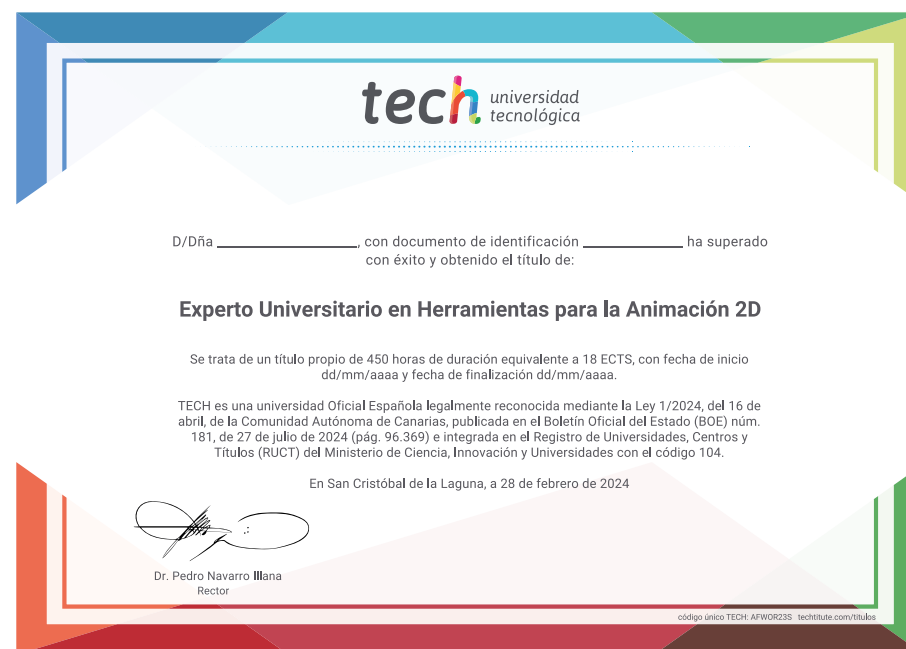 tech universidad
tecnológica
D/Dña ________________, con documento de identificación ____________ ha superado
con éxito y obtenido el título de:
Experto Universitario en Herramientas para la Animación 2D
Se trata de un título propio de 450 horas de duración equivalente a 18 ECTS, con fecha de inicio
dd/mm/aaaa y fecha de finalización dd/mm/aaaa.
TECH es una universidad Oficial Española legalmente reconocida mediante la Ley 1/2024, del 16 de
abril, de la Comunidad Autónoma de Canarias, publicada en el Boletín Oficial del Estado (BOE) núm.
181, de 27 de julio de 2024 (pág. 96.369) e integrada en el Registro de Universidades, Centros y
Títulos (RUCT) del Ministerio de Ciencia, Innovación y Universidades con el código 104.
En San Cristóbal de la Laguna, a 28 de febrero de 2024
Dr. Pedro Navarro Illana
Rector
código único TECH: AFWOR23S techtitute.com/titulos